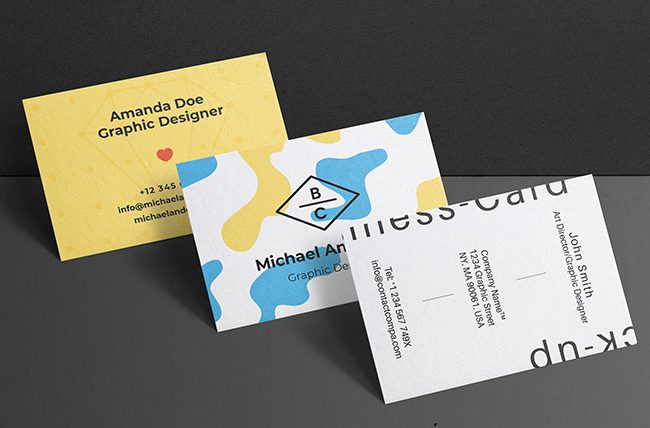 Amanda Doe
Graphic Designer
+12 345
info@michaela
michaelande
B
C
Michael An
Graphic Des
iness-Card
John Smith
Art Director/Graphic Designer
Company Name™
1234 Graphic Street
NY. MA 90061. USA
Tel: *1 234 567 749X
info@contactcompa.com
ck-up